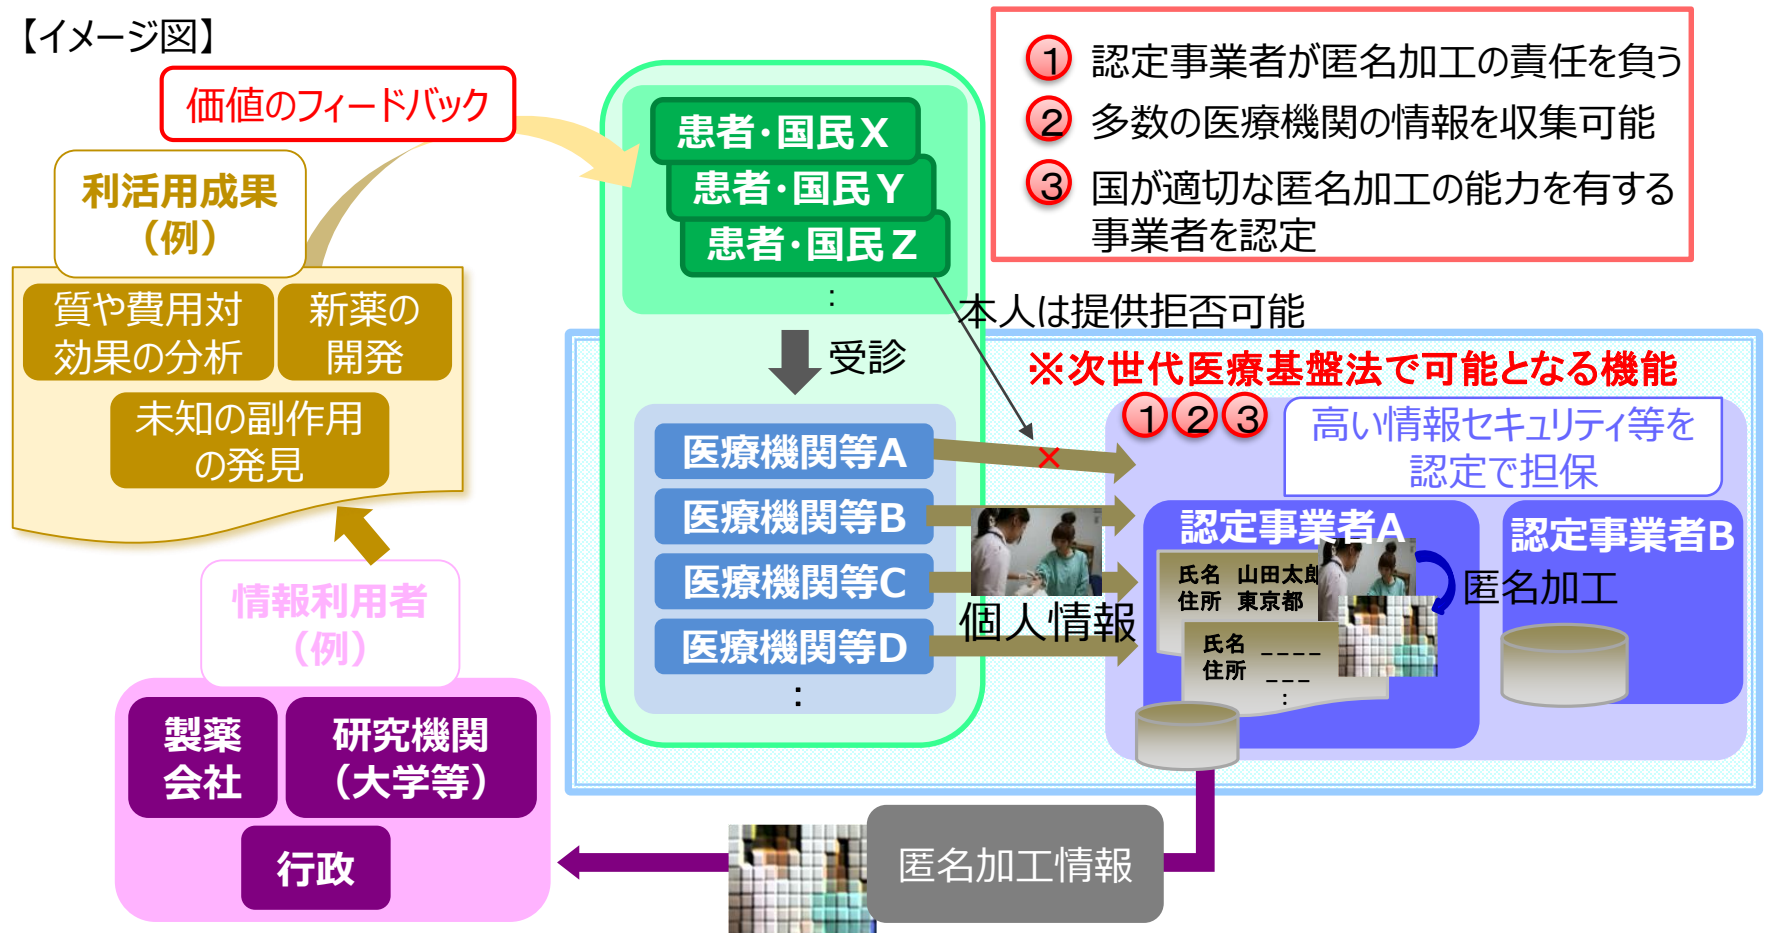 【イメージ図】
価値のフィードバック
利活用成果
（例）
質や費用対
効果の分析
新薬の
開発
未知の副作用
の発見
情報利用者
（例）
製薬
会社
研究機関
（大学等）
行政
患者・国民X
患者・国民Y
患者・国民Z
：
受診
医療機関等A
医療機関等B
医療機関等C
医療機関等D
：
① 認定事業者が匿名加工の責任を負う
② 多数の医療機関の情報を収集可能
③ 国が適切な匿名加工の能力を有する
事業者を認定
本人は提供拒否可能
※次世代医療基盤法で可能となる機能
①②③
高い情報セキュリティ等を
認定で担保
×
個人情報
認定事業者A
氏名 山田太郎
住所 東京都
氏名 ____
住所 ___
：
匿名加工
認定事業者B
匿名加工情報